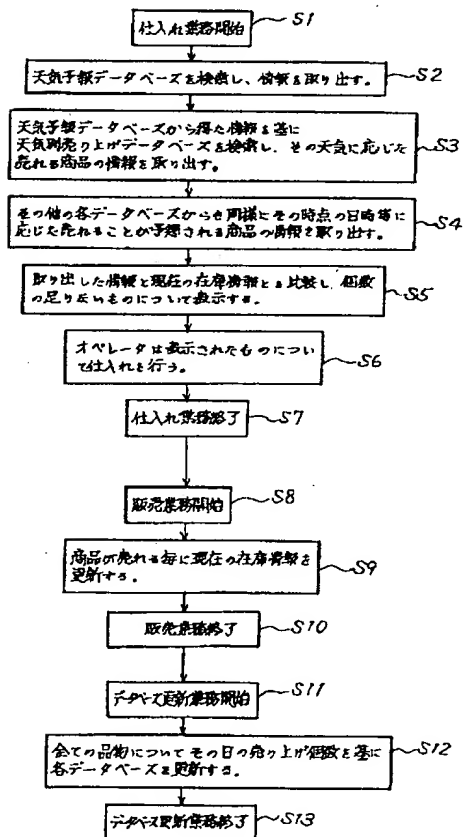 仕入れ業務開始
S1
天気予報データベースを検索し、情報を取り出す。
S2
天気予報データベースから得た情報を基に
天気別売り上げデータベースを検索し、その天気に応じた
売れる商品の情報を取り出す。
S3
その他の各データベースからも同様にその時点の日時等に
応じた売れることが予想される商品の情報を取り出す。
S4
取り出した情報と現在の在庫情報とを比較し、個数
の足りないものについて表示する。
S5
オペレータは表示されたものについ
て仕入れを行う。
S6
仕入れ業務終了
S7
販売業務開始
S8
商品が売れる毎に現在の在庫情報を
更新する。
S9
販売業務終了
S10
データベース更新業務開始
S11
全ての品物についてその日の売り上げ個数を基に
各データベースを更新する。
S12
データベース更新業務終了
S13